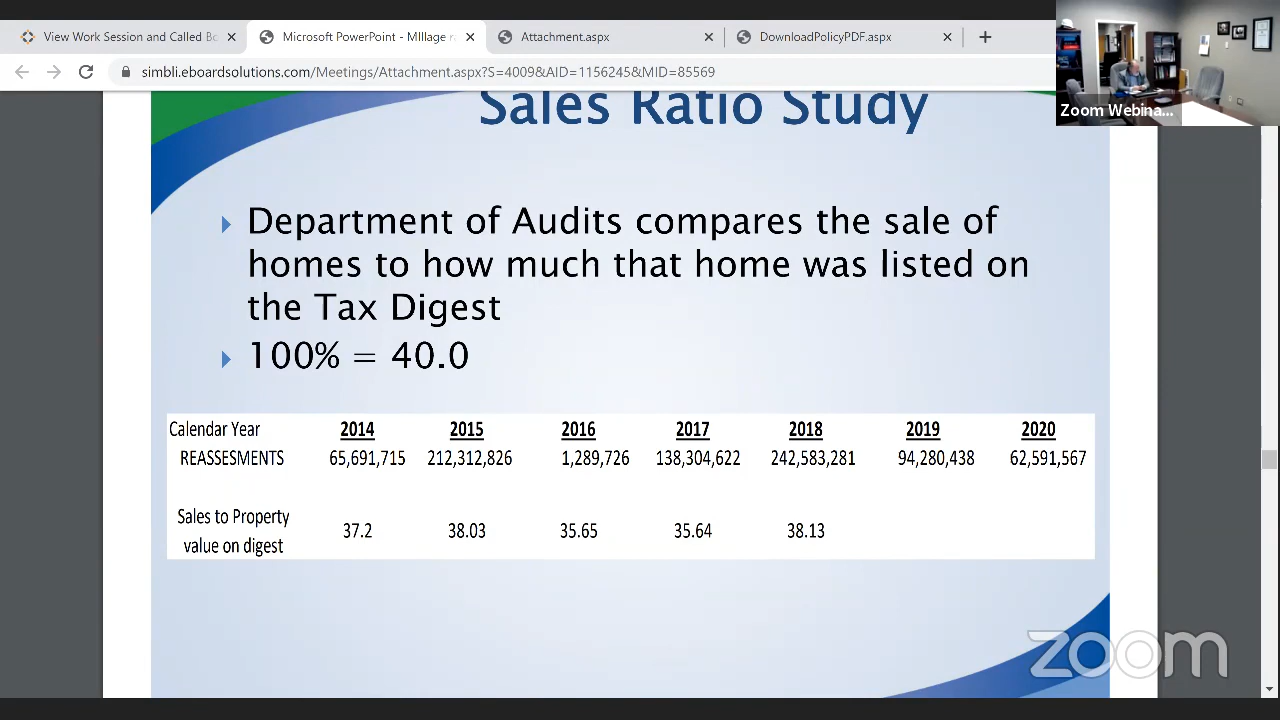 View Work Session and Called Bo
Microsoft PowerPoint - MIllage ra
Attachment.aspx
DownloadPolicyPDF.aspx
simbli.eboardsolutions.com/Meetings/Attachment.aspx?S=4009&AID=1156245&MID=85569
Zoom Webina...
Sales Ratio Study
Department of Audits compares the sale of
homes to how much that home was listed on
the Tax Digest
100% = 40.0
Calendar Year 2014 2015 2016 2017 2018 2019 2020
REASSESMENTS 65,691,715 212,312,826 1,289,726 138,304,622 242,583,281 94,280,438 62,591,567
Sales to Property
value on digest 37.2 38.03 35.65 35.64 38.13
zoom